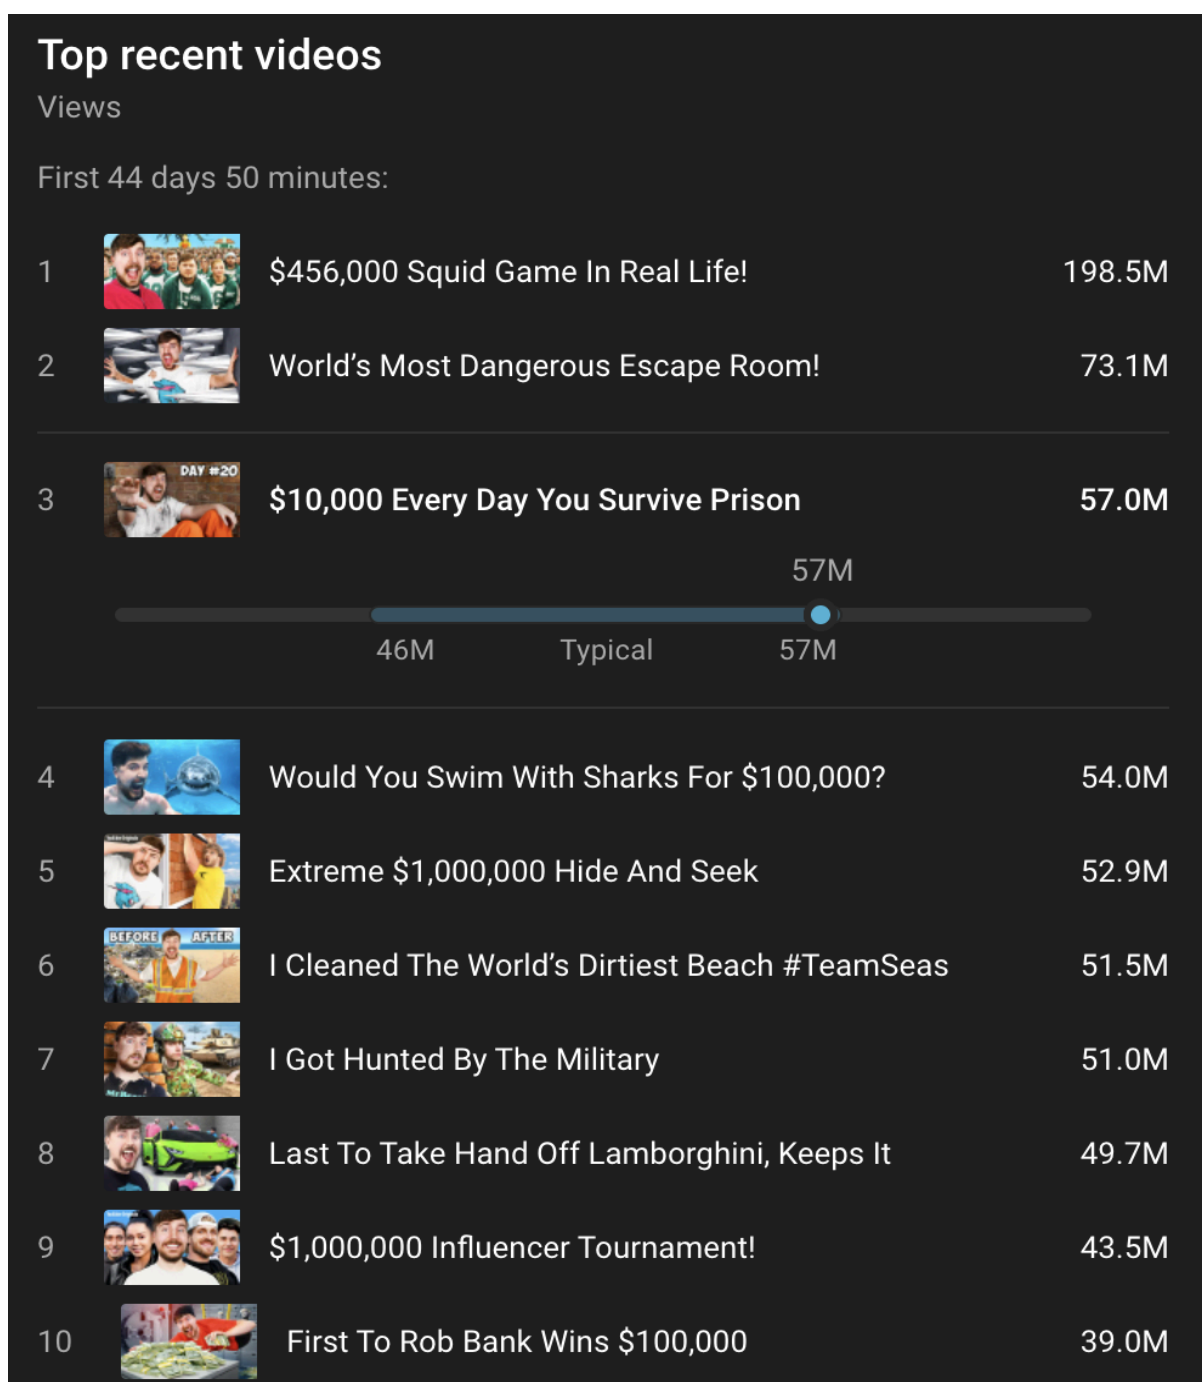 Top recent videos
Views
First 44 days 50 minutes:
1 $456,000 Squid Game In Real Life! 198.5M
2 World’s Most Dangerous Escape Room! 73.1M
3 DAY #20 $10,000 Every Day You Survive Prison 57.0M
57M
46M Typical 57M
4 Would You Swim With Sharks For $100,000? 54.0M
5 Extreme $1,000,000 Hide And Seek 52.9M
6 BEFORE AFTER I Cleaned The World’s Dirtiest Beach #TeamSeas 51.5M
7 I Got Hunted By The Military 51.0M
8 Last To Take Hand Off Lamborghini, Keeps It 49.7M
9 $1,000,000 Influencer Tournament! 43.5M
10 First To Rob Bank Wins $100,000 39.0M